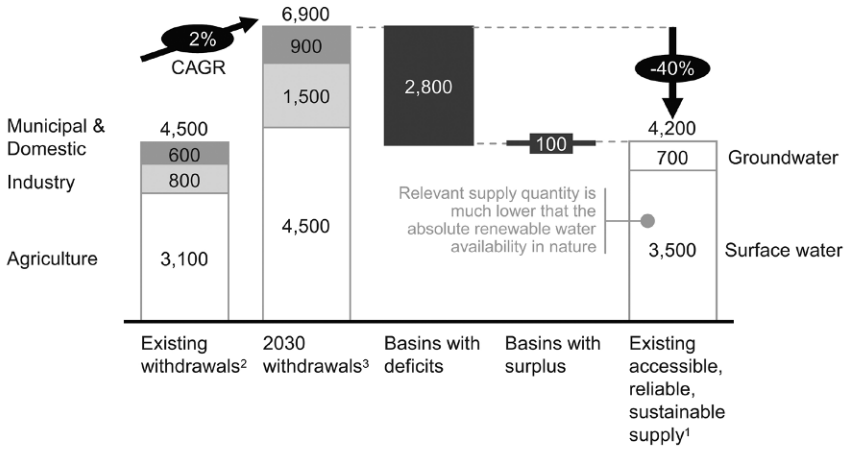 2%
CAGR
6,900
900
1,500
4,500
2,800
100
-40%
4,200
700
3,500
Groundwater
Surface water
Municipal &
Domestic
Industry
Agriculture
4,500
600
800
3,100
Relevant supply quantity is
much lower that the
absolute renewable water
availability in nature
Existing
withdrawals²
2030
withdrawals³
Basins with
deficits
Basins with
surplus
Existing
accessible,
reliable,
sustainable
supply¹